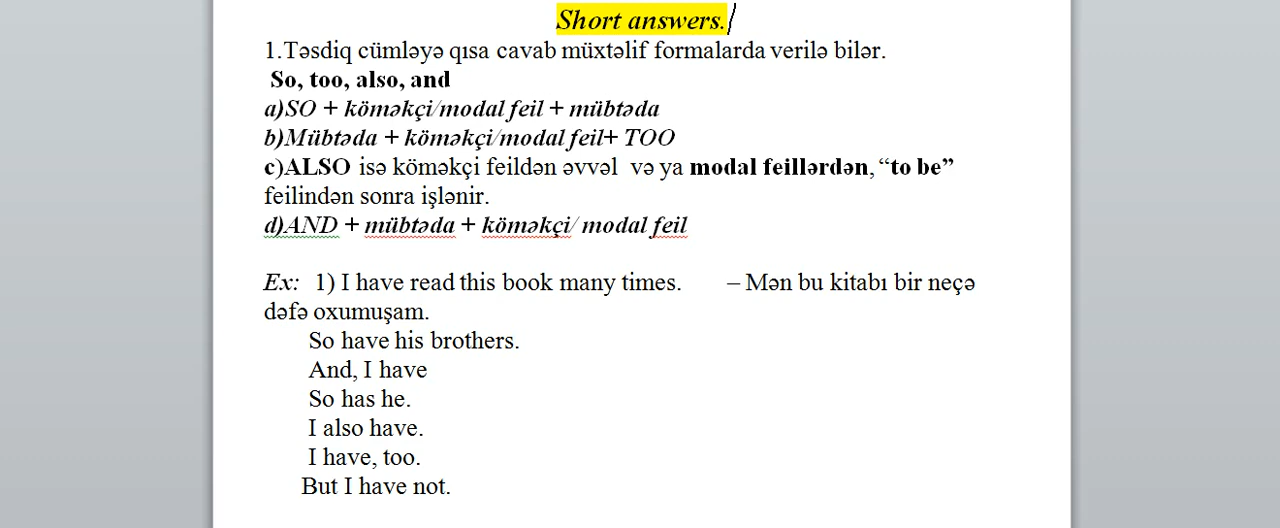 Short answers.
1.Təsdiq cümləyə qısa cavab müxtəlif formalarda verilə bilər.
So, too, also, and
a)SO + köməkçi/modal feil + mübtəda
b)Mübtəda + köməkçi/modal feil+ TOO
c)ALSO isə köməkçi feildən əvvəl və ya modal feillərdən, “to be”
feilindən sonra işlənir.
d)AND + mübtəda + köməkçi/ modal feil
Ex: 1) I have read this book many times. – Mən bu kitabı bir neçə
dəfə oxumuşam.
So have his brothers.
And, I have
So has he.
I also have.
I have, too.
But I have not.